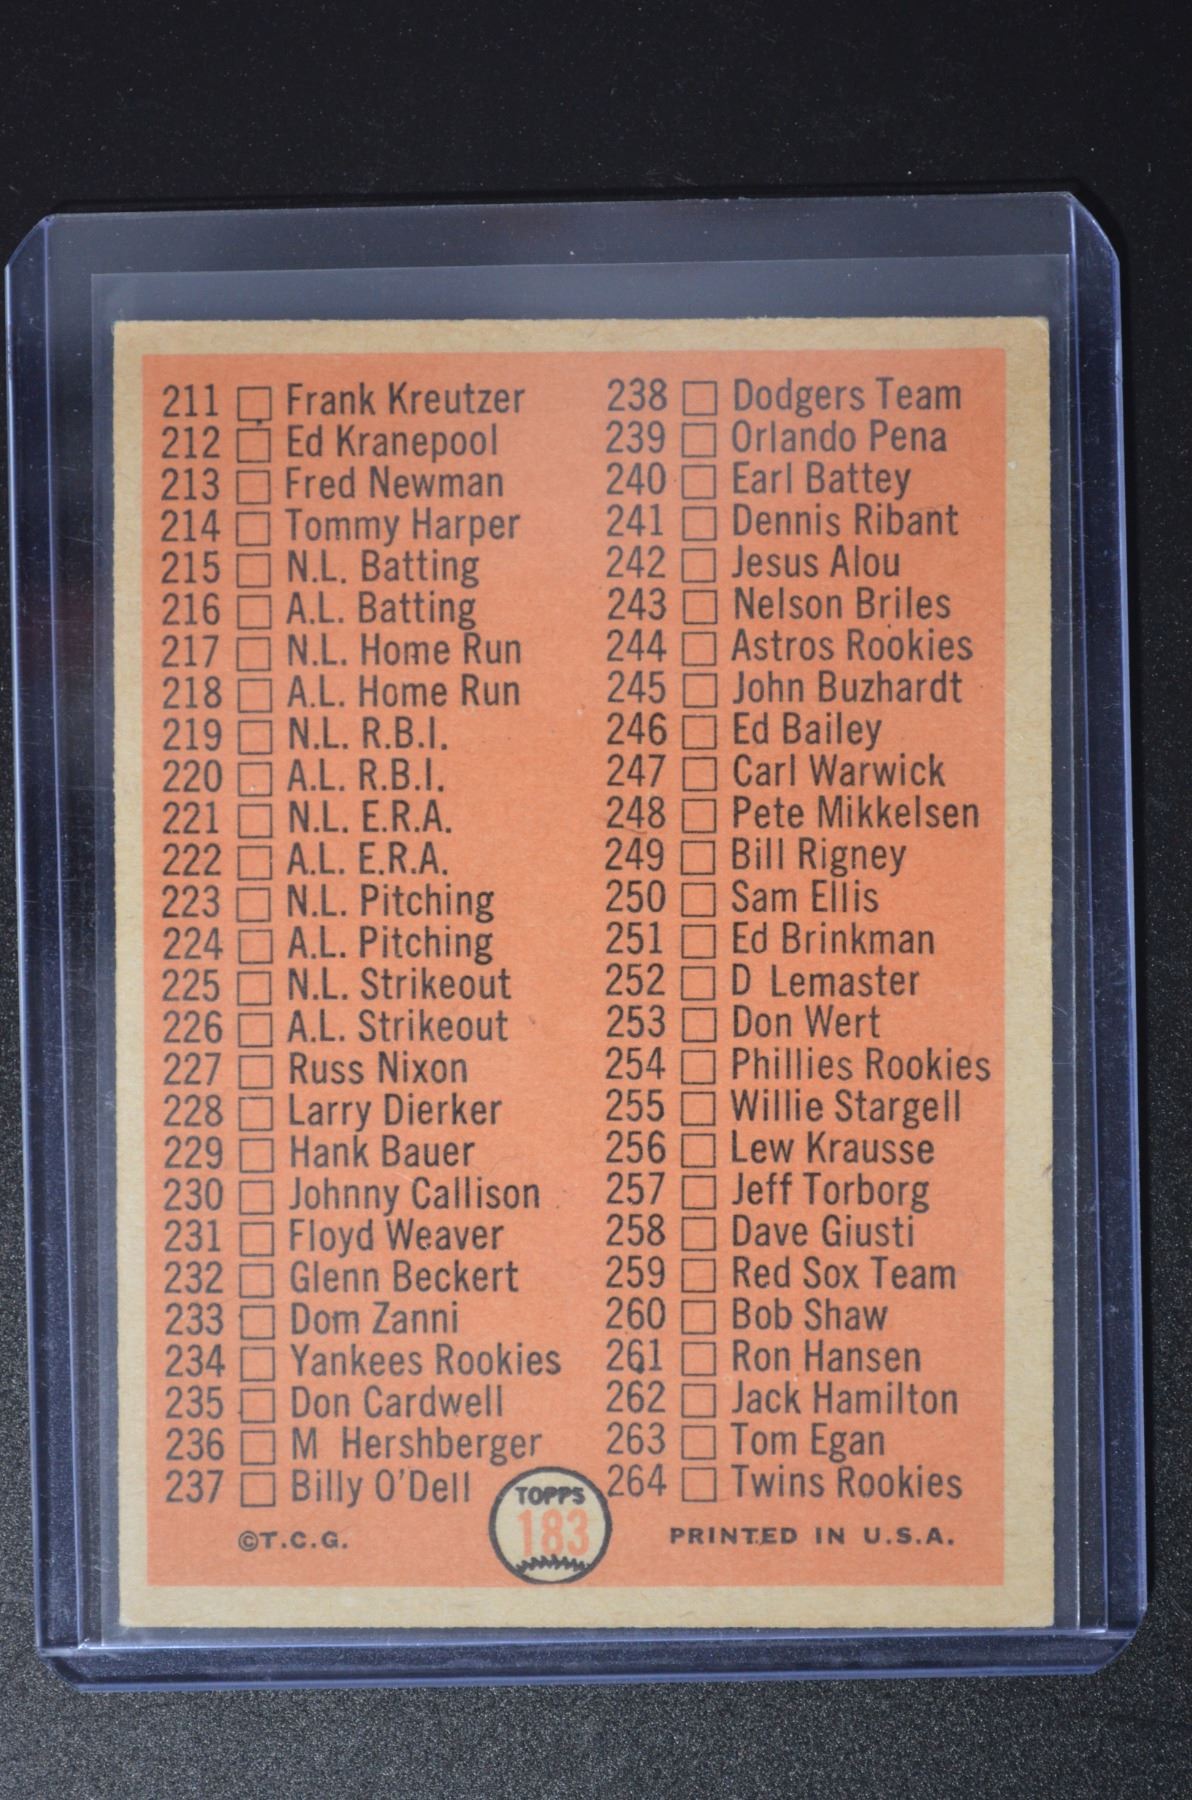 211 Frank Kreutzer
212 Ed Kranepool
213 Fred Newman
214 Tommy Harper
215 N.L. Batting
216 A.L. Batting
217 N.L. Home Run
218 A.L. Home Run
219 N.L. R.B.I.
220 A.L. R.B.I.
221 N.L. E.R.A.
222 A.L. E.R.A.
223 N.L. Pitching
224 A.L. Pitching
225 N.L. Strikeout
226 A.L. Strikeout
227 Russ Nixon
228 Larry Dierker
229 Hank Bauer
230 Johnny Callison
231 Floyd Weaver
232 Glenn Beckert
233 Dom Zanni
234 Yankees Rookies
235 Don Cardwell
236 M Hershberger
237 Billy O'Dell
238 Dodgers Team
239 Orlando Pena
240 Earl Battey
241 Dennis Ribant
242 Jesus Alou
243 Nelson Briles
244 Astros Rookies
245 John Buzhardt
246 Ed Bailey
247 Carl Warwick
248 Pete Mikkelsen
249 Bill Rigney
250 Sam Ellis
251 Ed Brinkman
252 D Lemaster
253 Don Wert
254 Phillies Rookies
255 Willie Stargell
256 Lew Krausse
257 Jeff Torborg
258 Dave Giusti
259 Red Sox Team
260 Bob Shaw
261 Ron Hansen
262 Jack Hamilton
263 Tom Egan
264 Twins Rookies
©T.C.G.
TOPPS
183
PRINTED IN U.S.A.